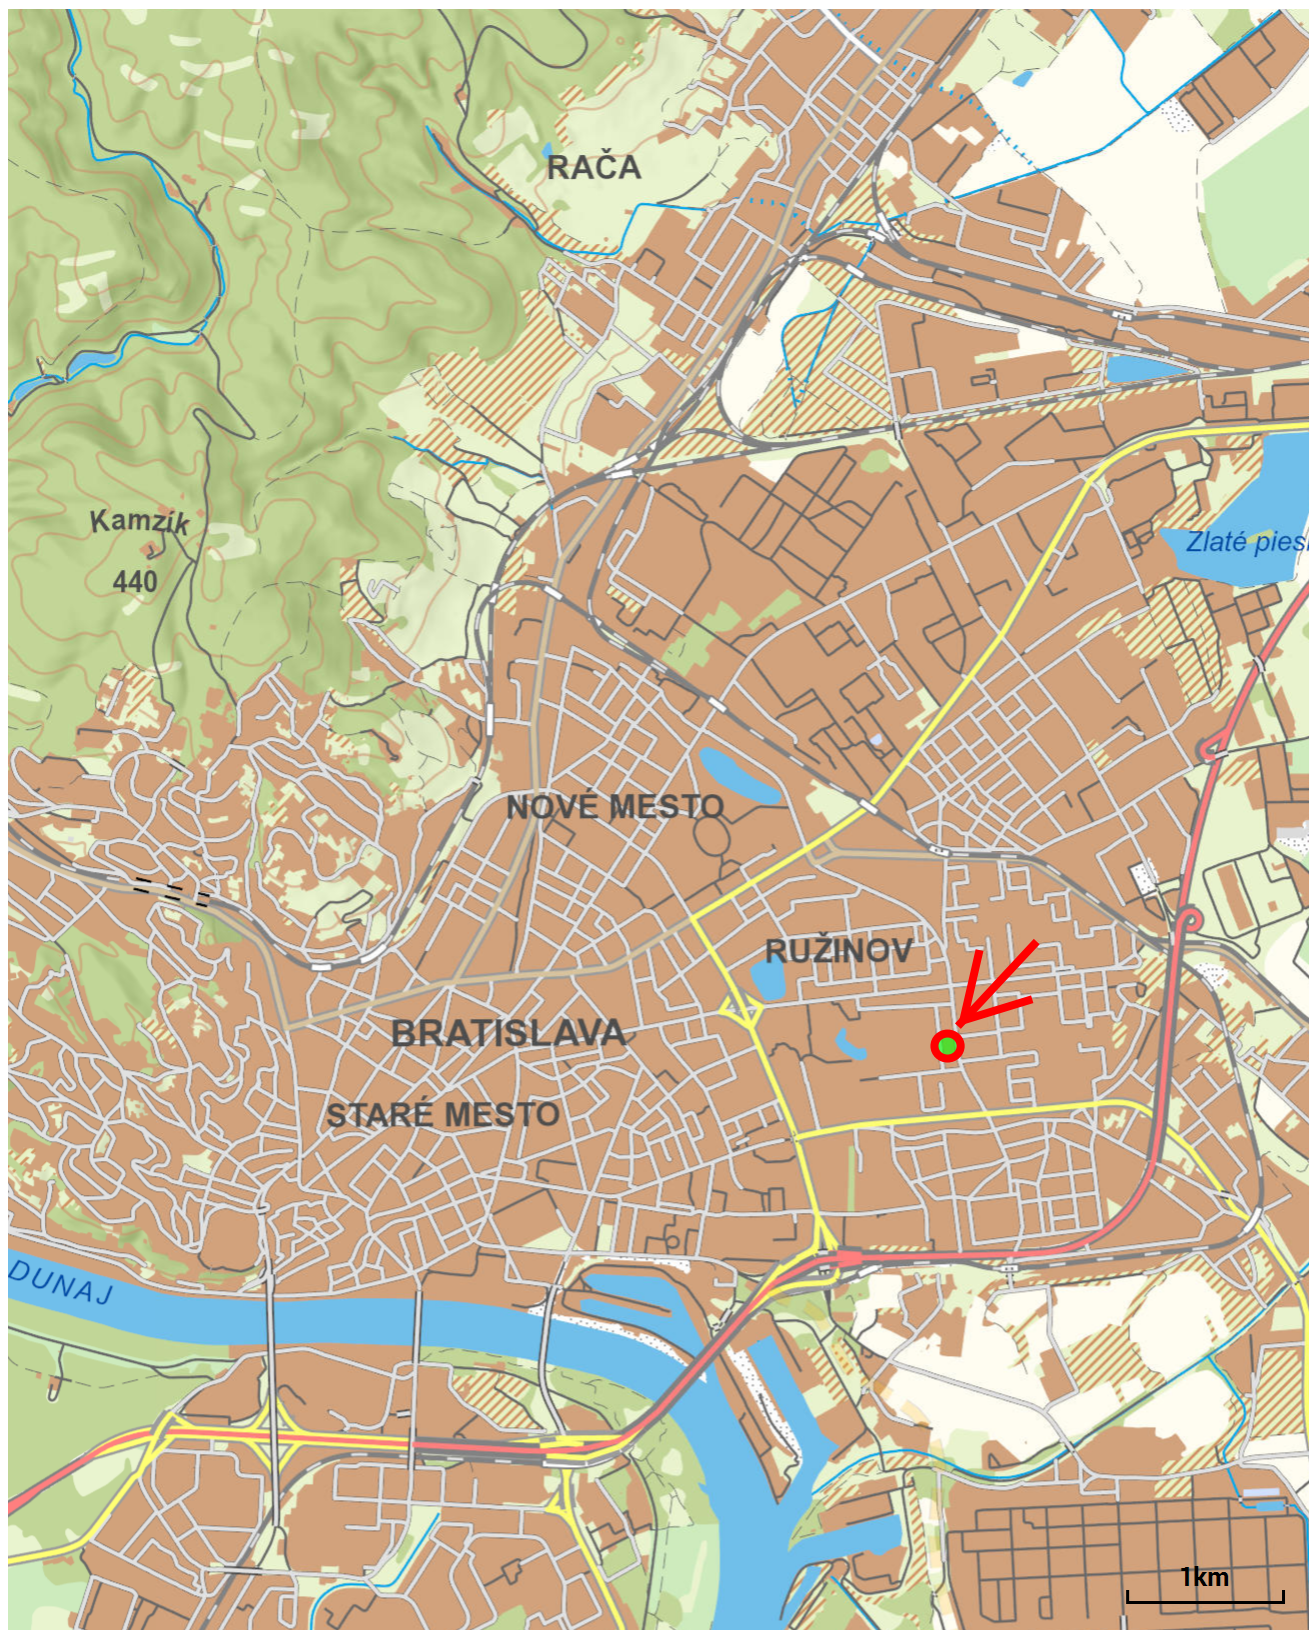 RAČA
Kamzík
440
Zlaté pies
NOVÉ MESTO
RUŽINOV
BRATISLAVA
STARÉ MESTO
DUNAJ
1km